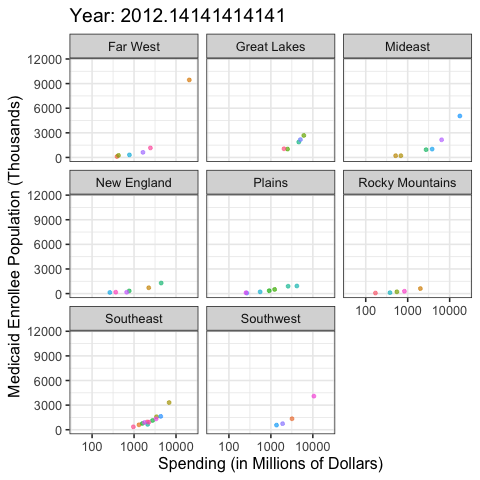 Year: 2012.14141414141
Far West
Great Lakes
Mideast
12000
9000
6000
3000
0
New England
Plains
Rocky Mountains
12000
9000
6000
3000
0
100
1000
10000
Southeast
Southwest
12000
9000
6000
3000
0
100
1000
10000
100
1000
10000
Spending (in Millions of Dollars)
Medicaid Enrollee Population (Thousands)